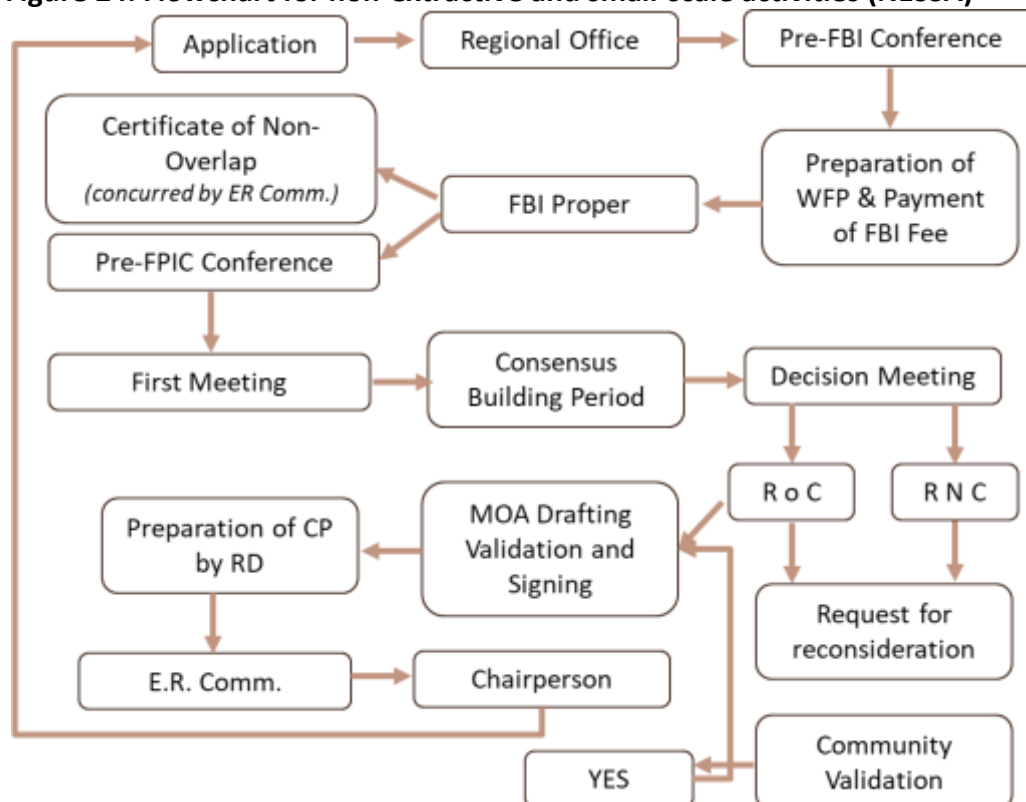 Application
Regional Office
Pre-FBI Conference
Certificate of Non-
Overlap
(concurred by ER Comm.)
FBI Proper
Preparation of
WFP & Payment
of FBI Fee
Pre-FPIC Conference
First Meeting
Consensus
Building Period
Decision Meeting
R o C
R N C
Preparation of CP
by RD
MOA Drafting
Validation and
Signing
Request for
reconsideration
E.R. Comm.
Chairperson
YES
Community
Validation